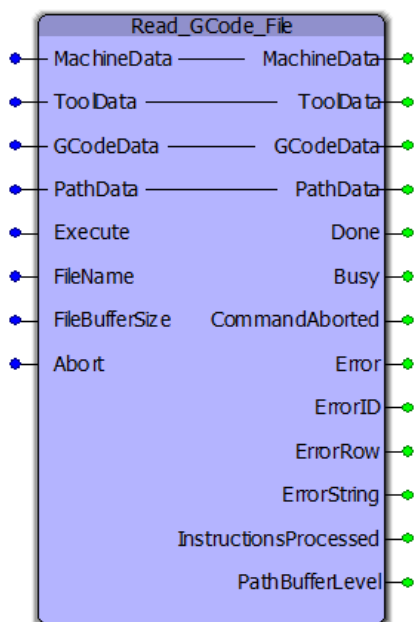 Read_GCode_File
MachineData MachineData
ToolData ToolData
GCodeData GCodeData
PathData PathData
Execute Done
FileName Busy
FileBufferSize CommandAborted
Abort Error
ErrorID
ErrorRow
ErrorString
InstructionsProcessed
PathBufferLevel